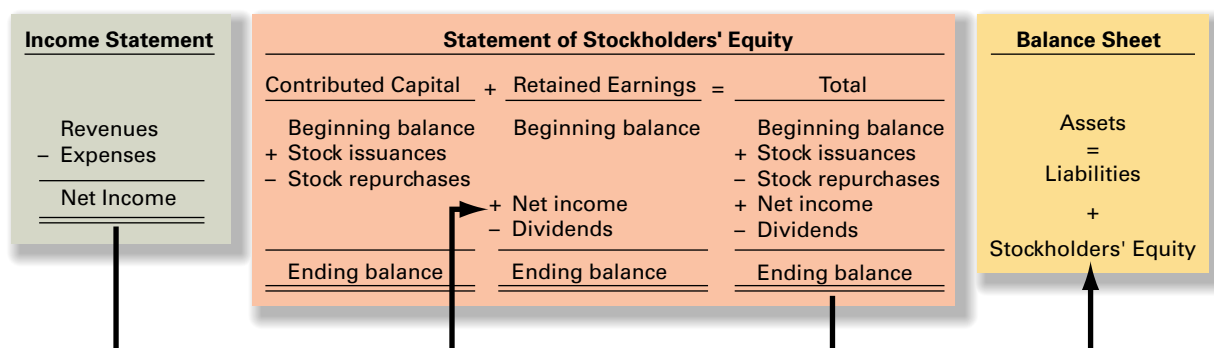 Income Statement
Revenues
– Expenses
Net Income
Statement of Stockholders' Equity
Contributed Capital + Retained Earnings = Total
Beginning balance Beginning balance Beginning balance
+ Stock issuances + Stock issuances
– Stock repurchases – Stock repurchases
+ Net income + Net income
– Dividends – Dividends
Ending balance Ending balance Ending balance
Balance Sheet
Assets
=
Liabilities
+
Stockholders' Equity